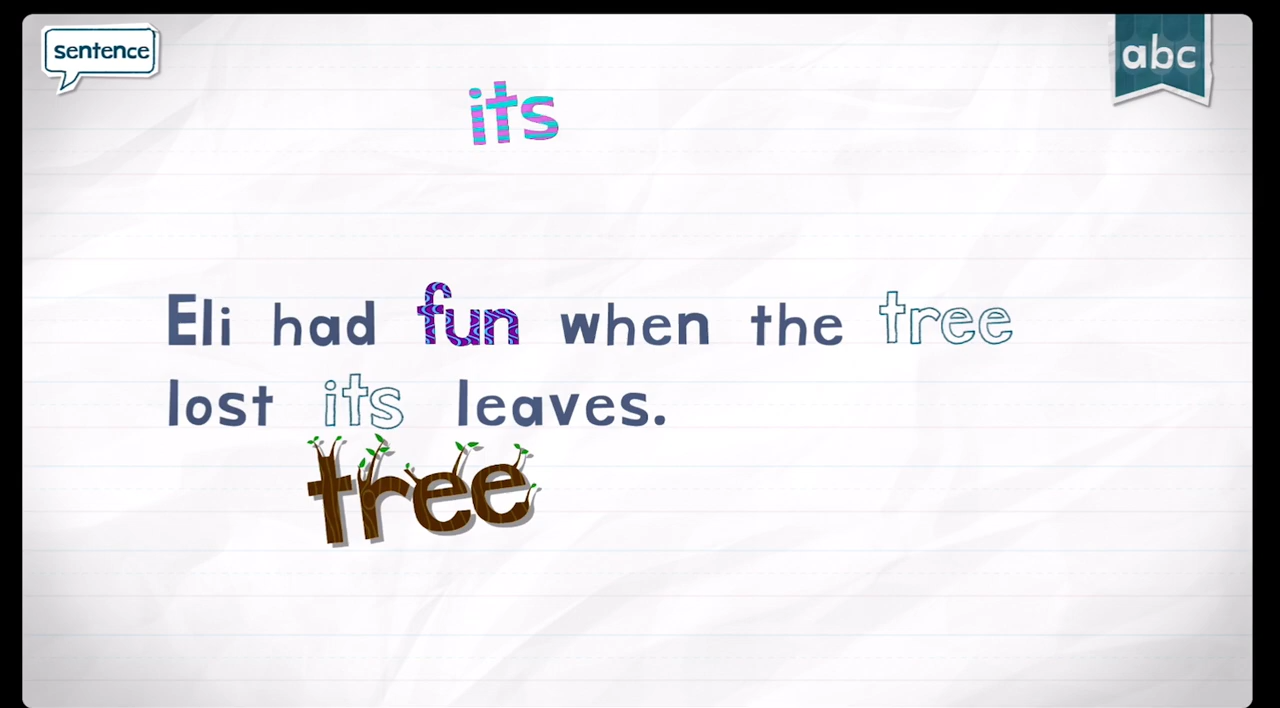 sentence
abc
its
Eli had fun when the tree
lost its leaves.
tree